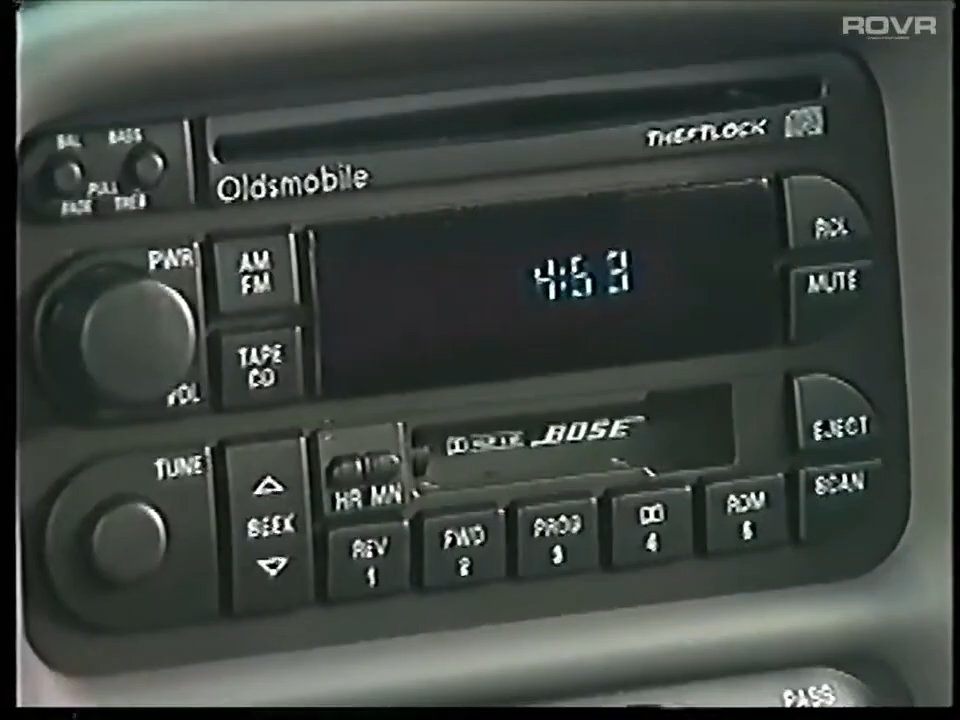 ROVR
BAL BASS
PULL
FADE TREB
THEFTLOCK
Oldsmobile
PWR
VOL
AM
FM
TAPE
CD
4:53
RCL
MUTE
BOSE
EJECT
TUNE
SEEK
HR MN
SCAN
REV
1
FWD
2
PROG
3
4
RDM
5
PASS